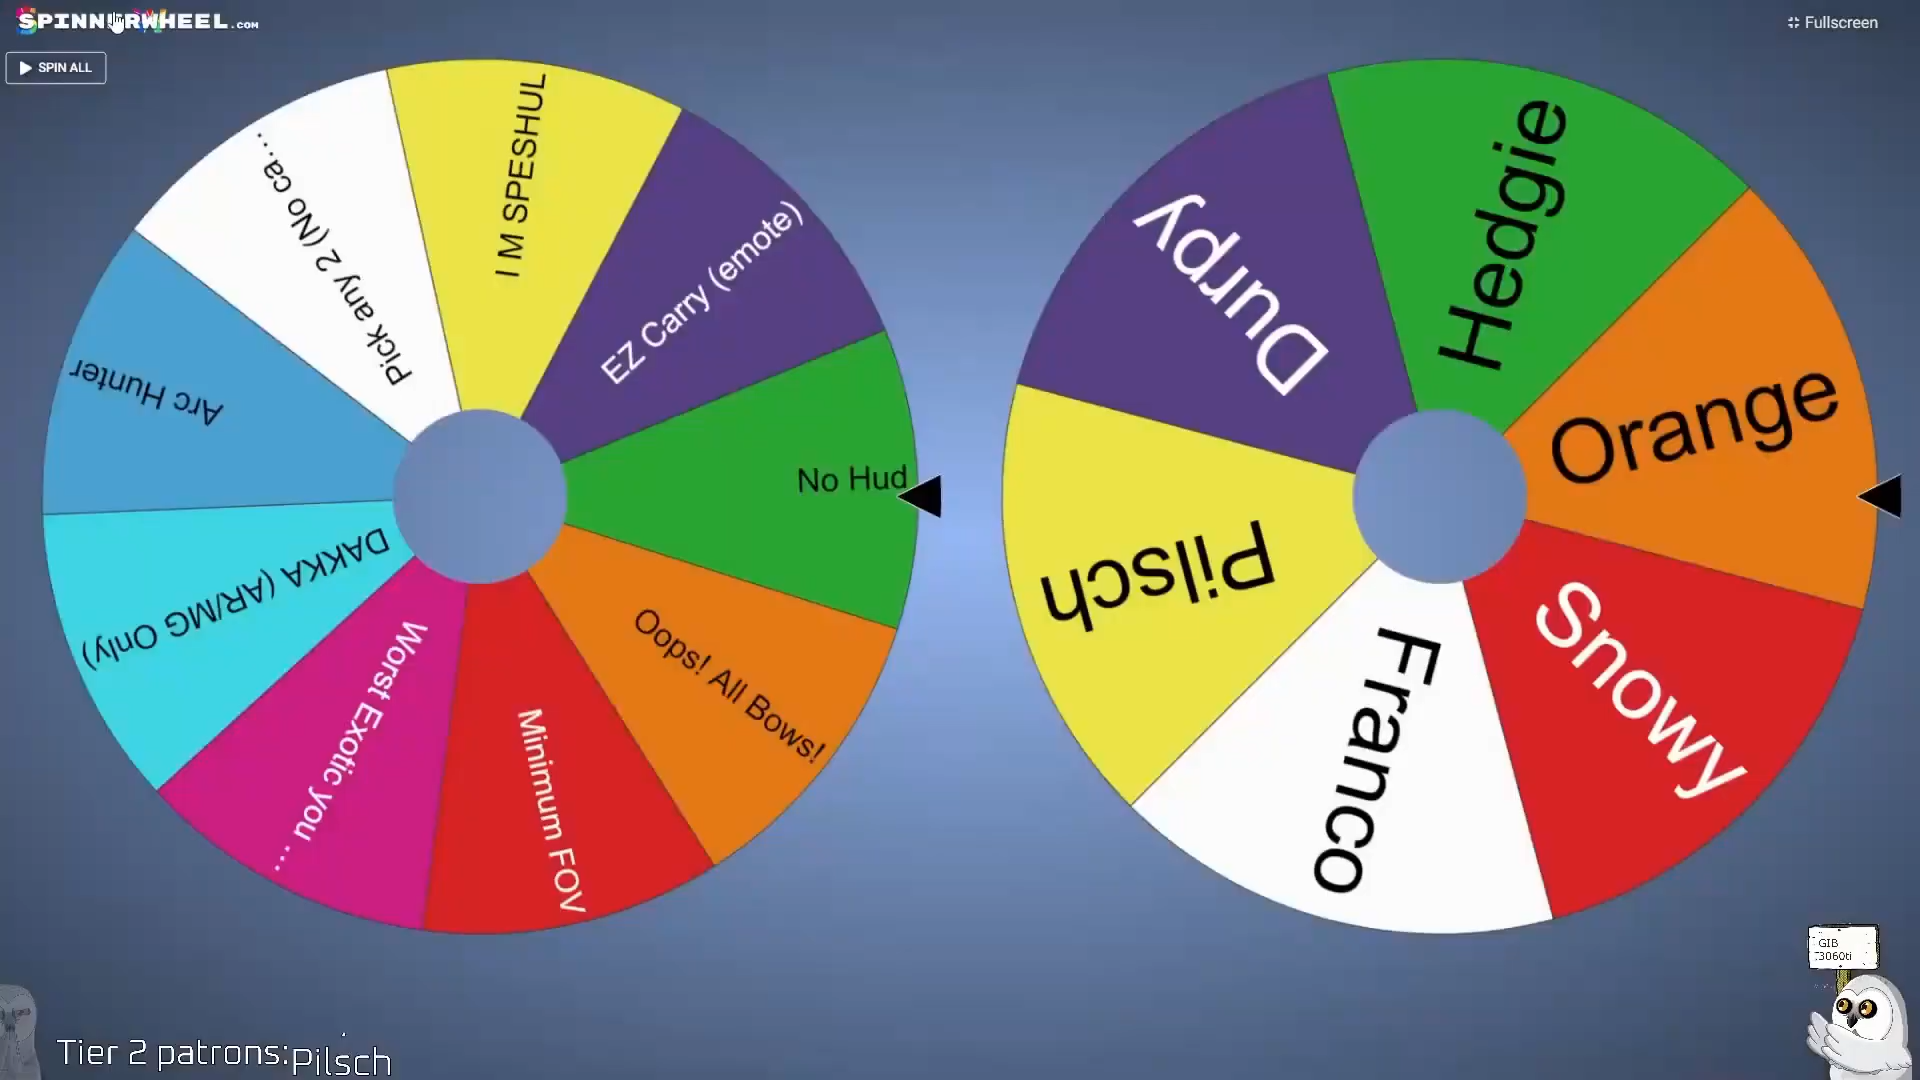 SPINNERWHEEL.COM
Fullscreen
SPIN ALL
I M SPESHUL
EZ Carry (emote)
No Hud
Oops! All Bows!
Minimum FOV
Worst Exotic you ...
DAKKA (AR/MG Only)
Arc Hunter
Pick any 2 (No ca...
Hedgie
Orange
Snowy
Franco
Pilsch
Durpy
GIB
3060ti
Tier 2 patrons:Pilsch